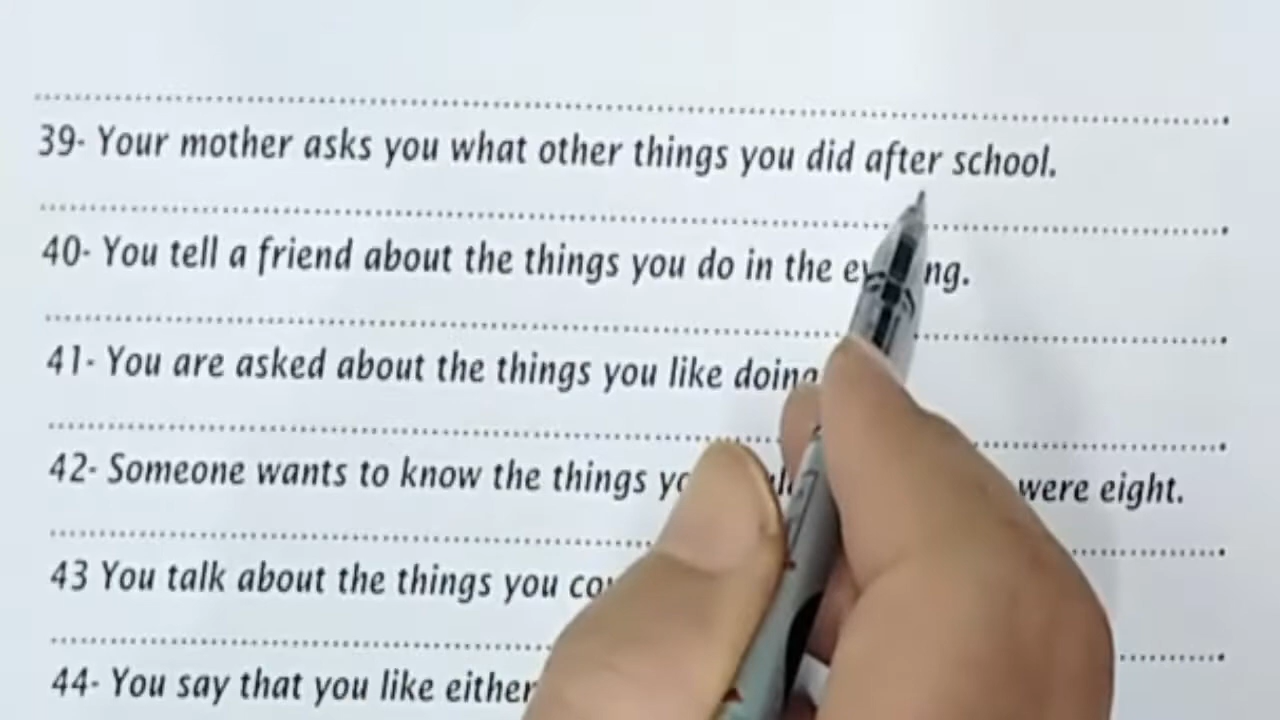 39- Your mother asks you what other things you did after school.
40- You tell a friend about the things you do in the
41- You are asked about the things you like doing
42- Someone wants to know the things were eight.
43 You talk about the things you
44- You say that you like either